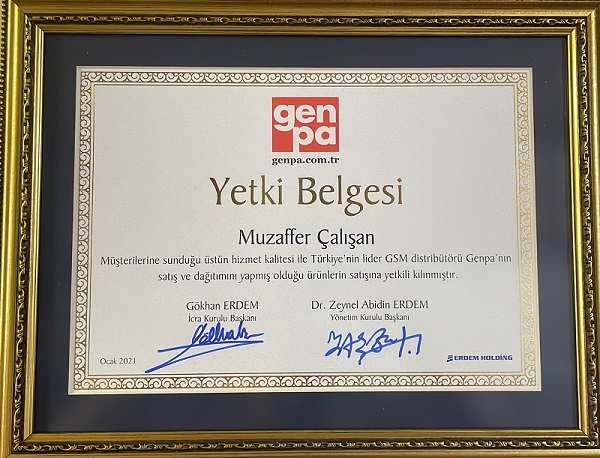 gen
pa
genpa.com.tr
Yetki Belgesi
Muzaffer Çalışan
Müşterilerine sunduğu üstün hizmet kalitesi ile Türkiye'nin lider GSM distribütörü Genpa'nın
satış ve dağıtımını yapmış olduğu ürünlerin satışına yetkili kılınmıştır.
Gökhan ERDEM
İcra Kurulu Başkanı
Dr. Zeynel Abidin ERDEM
Yönetim Kurulu Başkanı
Ocak 2021
ERDEM HOLDİNG